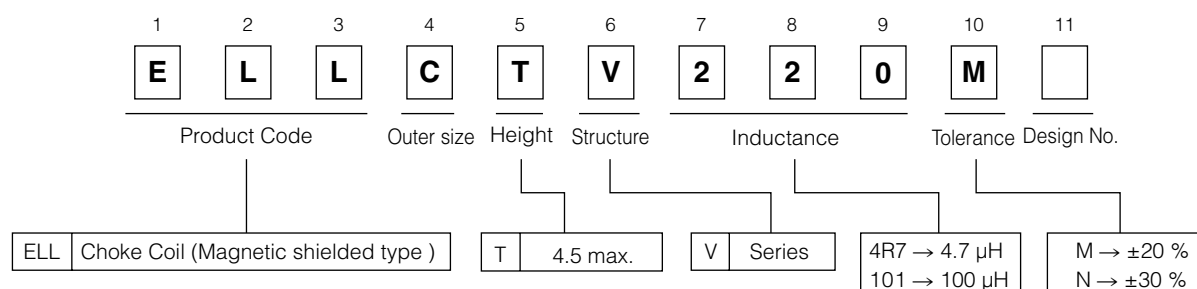 1 2 3 4 5 6 7 8 9 10 11
E L L C T V 2 2 0 M
Product Code Outer size Height Structure Inductance Tolerance Design No.
ELL Choke Coil (Magnetic shielded type )
T 4.5 max.
V Series
4R7 → 4.7 µH
101 → 100 µH
M → ±20 %
N → ±30 %